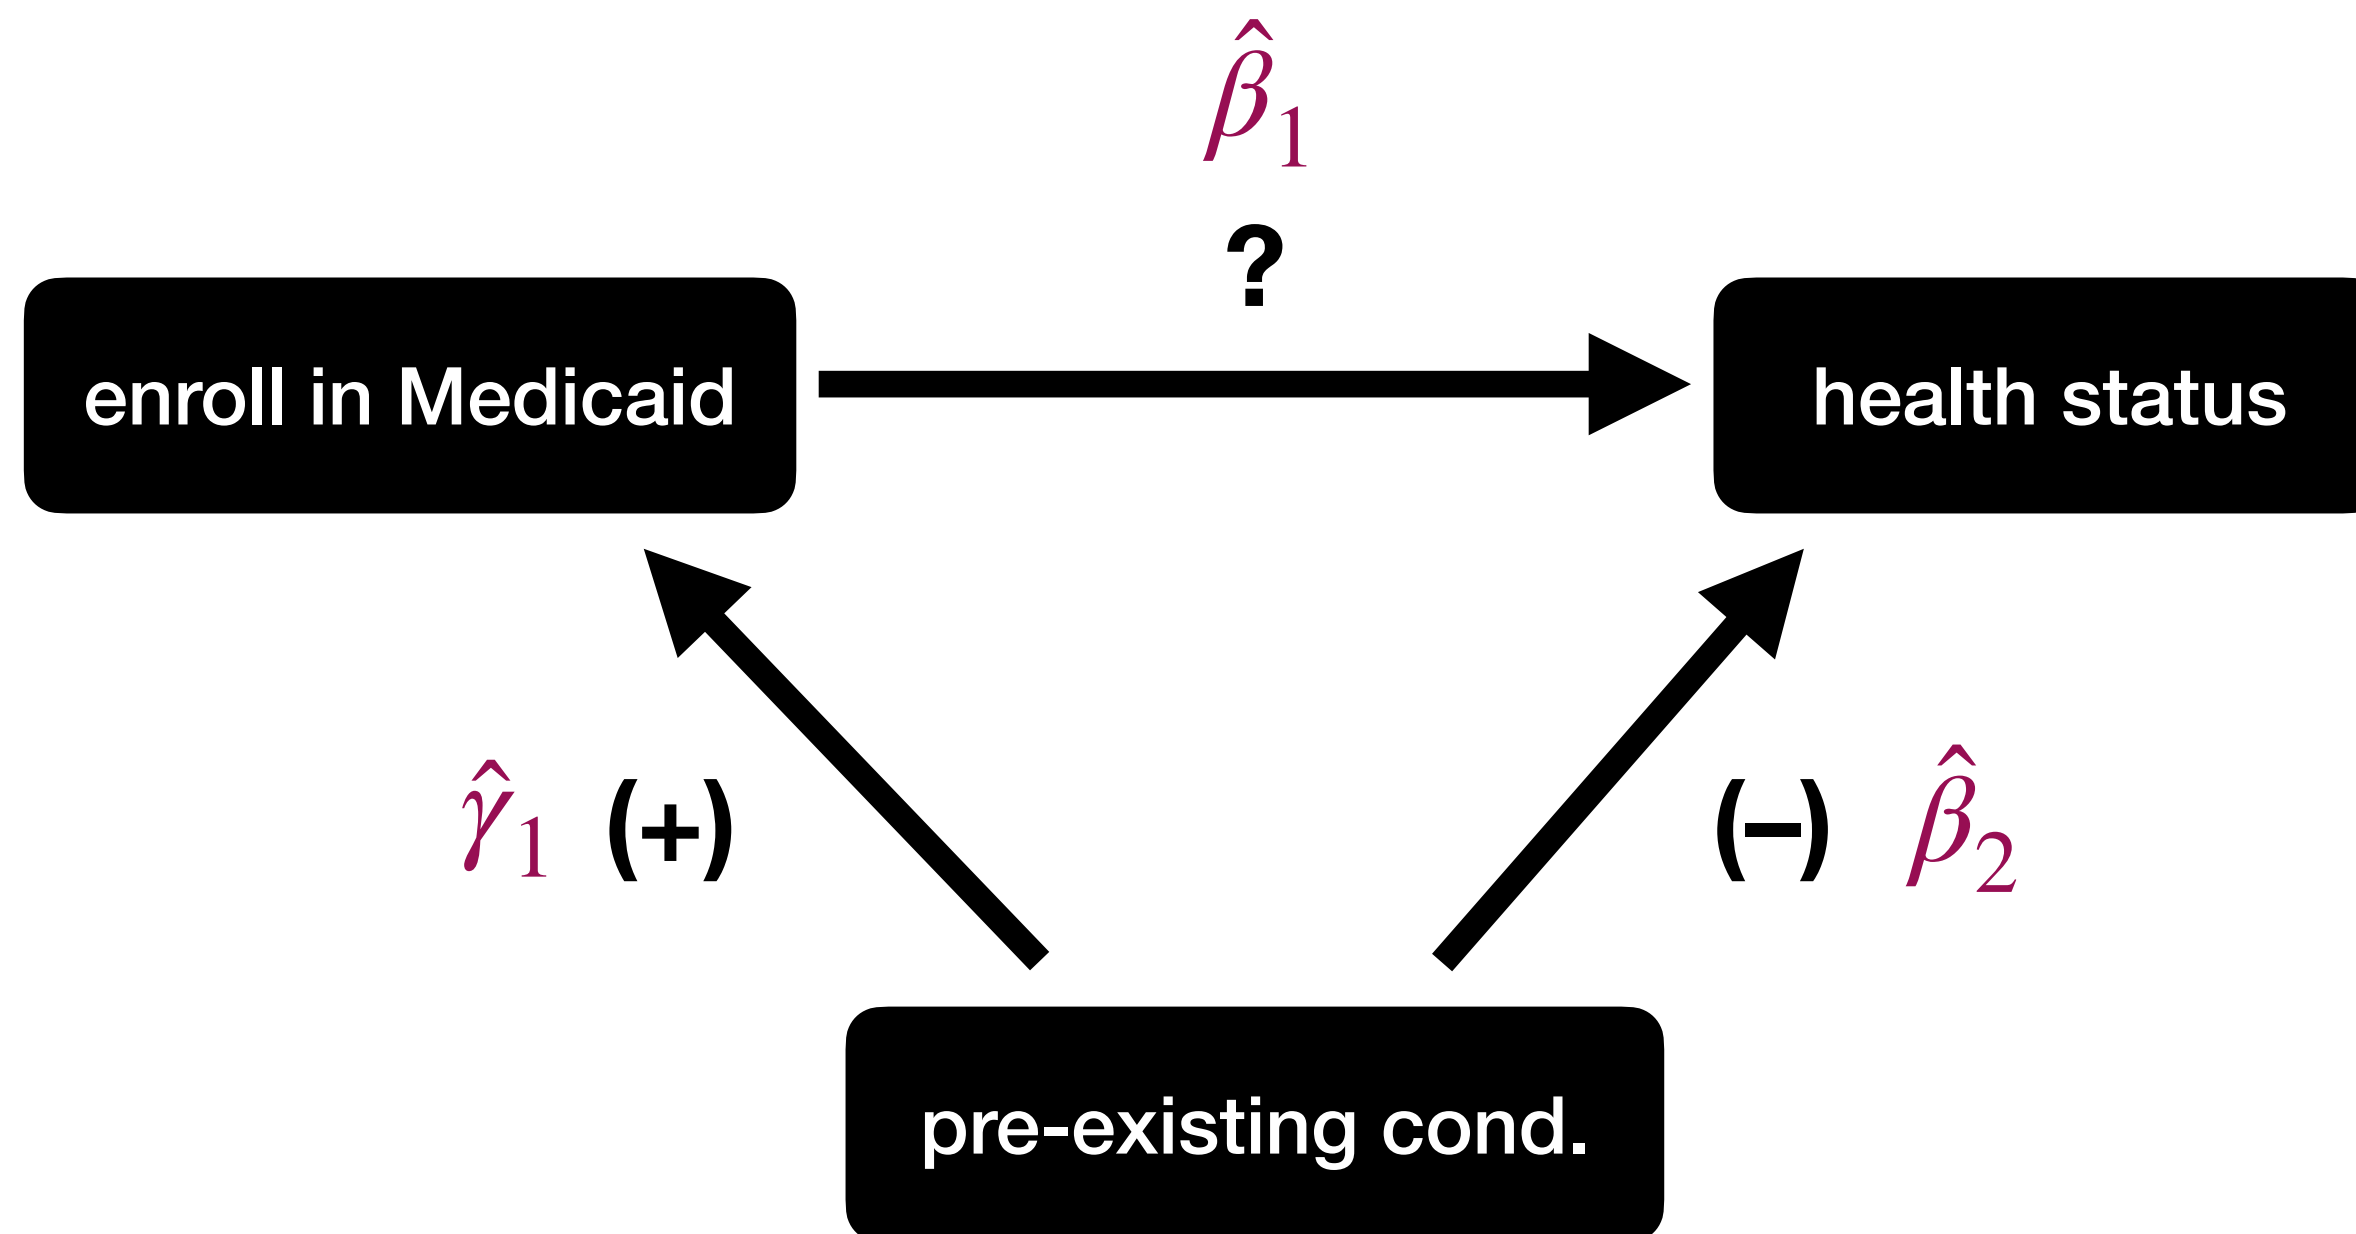 β̂₁
?
enroll in Medicaid
health status
γ̂₁ (+)
(−) β̂₂
pre-existing cond.